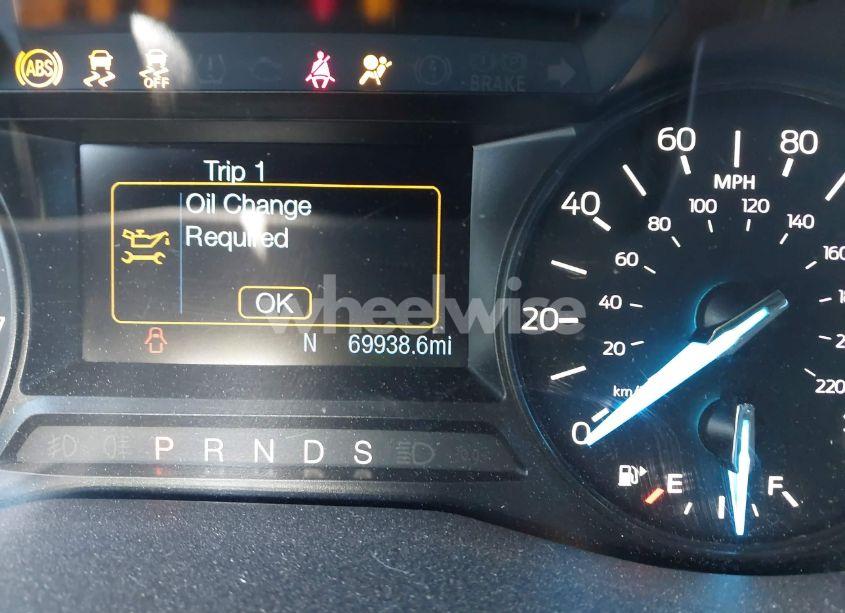 ABS
OFF
BRAKE
Trip 1
Oil Change
Required
OK
N 69938.6mi
P R N D S
wheelwise
0 20 40 60 80
MPH
20 40 60 80 100 120 140 160
220
km/
E F